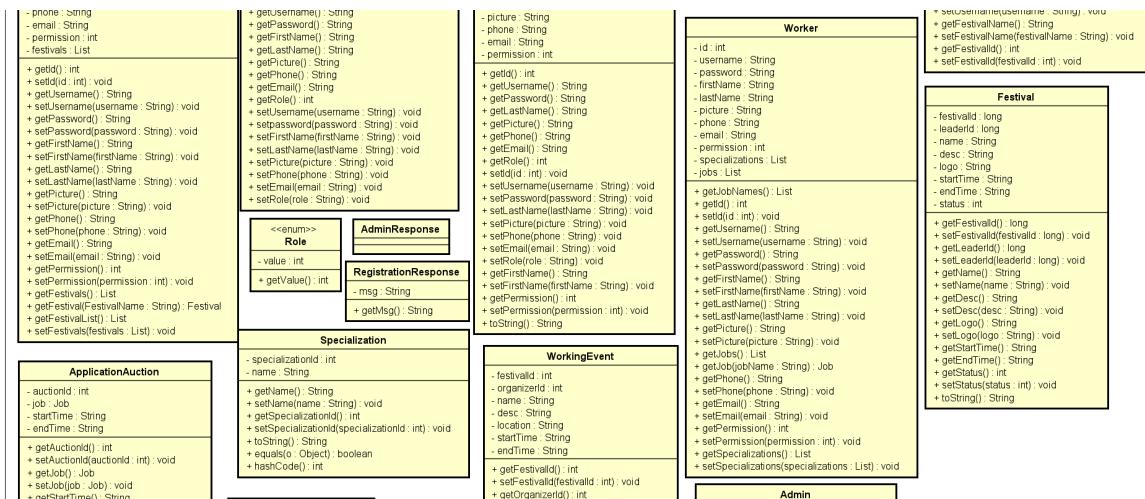 - phone : String
- email : String
- permission : int
- festivals : List
+ getId() : int
+ setId(id : int) : void
+ getUsername() : String
+ setUsername(username : String) : void
+ getPassword() : String
+ setPassword(password : String) : void
+ getFirstName() : String
+ setFirstName(firstName : String) : void
+ getLastName() : String
+ setLastName(lastName : String) : void
+ getPicture() : String
+ setPicture(picture : String) : void
+ getPhone() : String
+ setPhone(phone : String) : void
+ getEmail() : String
+ setEmail(email : String) : void
+ getPermission() : int
+ setPermission(permission : int) : void
+ getFestivals() : List
+ getFestival(FestivalName : String) : Festival
+ getFestivalList() : List
+ setFestivals(festivals : List) : void
ApplicationAuction
- auctionId : int
- job : Job
- startTime : String
- endTime : String
+ getAuctionId() : int
+ setAuctionId(auctionId : int) : void
+ getJob() : Job
+ setJob(job : Job) : void
+ getStartTime() : String
+ getUsername() : String
+ getPassword() : String
+ getFirstName() : String
+ getLastName() : String
+ getPicture() : String
+ getPhone() : String
+ getEmail() : String
+ getRole() : int
+ setUsername(username : String) : void
+ setpassword(password : String) : void
+ setFirstName(firstName : String) : void
+ setLastName(lastName : String) : void
+ setPicture(picture : String) : void
+ setPhone(phone : String) : void
+ setEmail(email : String) : void
+ setRole(role : String) : void
<<enum>>
Role
- value : int
+ getValue() : int
AdminResponse
RegistrationResponse
- msg : String
+ getMsg() : String
Specialization
- specializationId : int
- name : String
+ getName() : String
+ setName(name : String) : void
+ getSpecializationId() : int
+ setSpecializationId(specializationId : int) : void
+ toString() : String
+ equals(o : Object) : boolean
+ hashCode() : int
- picture : String
- phone : String
- email : String
- permission : int
+ getId() : int
+ getUsername() : String
+ getPassword() : String
+ getLastName() : String
+ getPicture() : String
+ getPhone() : String
+ getEmail() : String
+ getRole() : int
+ setId(id : int) : void
+ setUsername(username : String) : void
+ setPassword(password : String) : void
+ setLastName(lastName : String) : void
+ setPicture(picture : String) : void
+ setPhone(phone : String) : void
+ setEmail(email : String) : void
+ setRole(role : String) : void
+ getFirstName() : String
+ setFirstName(firstName : String) : void
+ getPermission() : int
+ setPermission(permission : int) : void
+ toString() : String
WorkingEvent
- festivalId : int
- organizerId : int
- name : String
- desc : String
- location : String
- startTime : String
- endTime : String
+ getFestivalId() : int
+ setFestivalId(festivalId : int) : void
+ getOrganizerId() : int
Worker
- id : int
- username : String
- password : String
- firstName : String
- lastName : String
- picture : String
- phone : String
- email : String
- permission : int
- specializations : List
- jobs : List
+ getJobNames() : List
+ getId() : int
+ setId(id : int) : void
+ getUsername() : String
+ setUsername(username : String) : void
+ getPassword() : String
+ setPassword(password : String) : void
+ getFirstName() : String
+ setFirstName(firstName : String) : void
+ getLastName() : String
+ setLastName(lastName : String) : void
+ getPicture() : String
+ setPicture(picture : String) : void
+ getJobs() : List
+ getJob(jobName : String) : Job
+ getPhone() : String
+ setPhone(phone : String) : void
+ getEmail() : String
+ setEmail(email : String) : void
+ getPermission() : int
+ setPermission(permission : int) : void
+ getSpecializations() : List
+ setSpecializations(specializations : List) : void
Admin
+ setUsername(username : String) : void
+ getFestivalName() : String
+ setFestivalName(festivalName : String) : void
+ getFestivalId() : int
+ setFestivalId(festivalId : int) : void
Festival
- festivalId : long
- leaderId : long
- name : String
- desc : String
- logo : String
- startTime : String
- endTime : String
- status : int
+ getFestivalId() : long
+ setFestivalId(festivalId : long) : void
+ getLeaderId() : long
+ setLeaderId(leaderId : long) : void
+ getName() : String
+ setName(name : String) : void
+ getDesc() : String
+ setDesc(desc : String) : void
+ getLogo() : String
+ setLogo(logo : String) : void
+ getStartTime() : String
+ getEndTime() : String
+ getStatus() : int
+ setStatus(status : int) : void
+ toString() : String